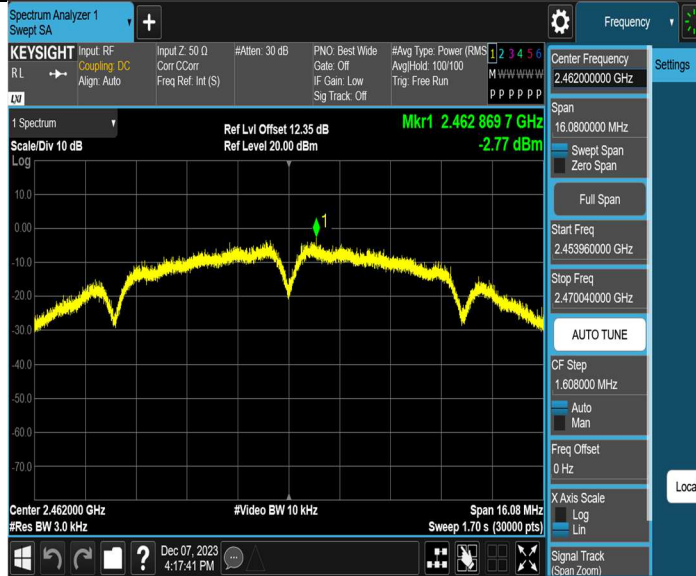 Spectrum Analyzer 1
Swept SA
+
Frequency
KEYSIGHT
RL
LXI
Input: RF
Coupling: DC
Align: Auto
Input Z: 50 Ω
Corr CCorr
Freq Ref: Int (S)
#Atten: 30 dB
PNO: Best Wide
Gate: Off
IF Gain: Low
Sig Track: Off
#Avg Type: Power (RMS
Avg|Hold: 100/100
Trig: Free Run
1 2 3 4 5 6
M W W W W W
P P P P P P
1 Spectrum
Scale/Div 10 dB
Log
Ref Lvl Offset 12.35 dB
Ref Level 20.00 dBm
Mkr1 2.462 869 7 GHz
-2.77 dBm
10.0
0.00
-10.0
-20.0
-30.0
-40.0
-50.0
-60.0
-70.0
1
Center 2.462000 GHz
#Res BW 3.0 kHz
#Video BW 10 kHz
Span 16.08 MHz
Sweep 1.70 s (30000 pts)
Center Frequency
2.462000000 GHz
Span
16.0800000 MHz
Swept Span
Zero Span
Full Span
Start Freq
2.453960000 GHz
Stop Freq
2.470040000 GHz
AUTO TUNE
CF Step
1.608000 MHz
Auto
Man
Freq Offset
0 Hz
X Axis Scale
Log
Lin
Signal Track
(Span Zoom)
Settings
Loca
?
Dec 07, 2023
4:17:41 PM